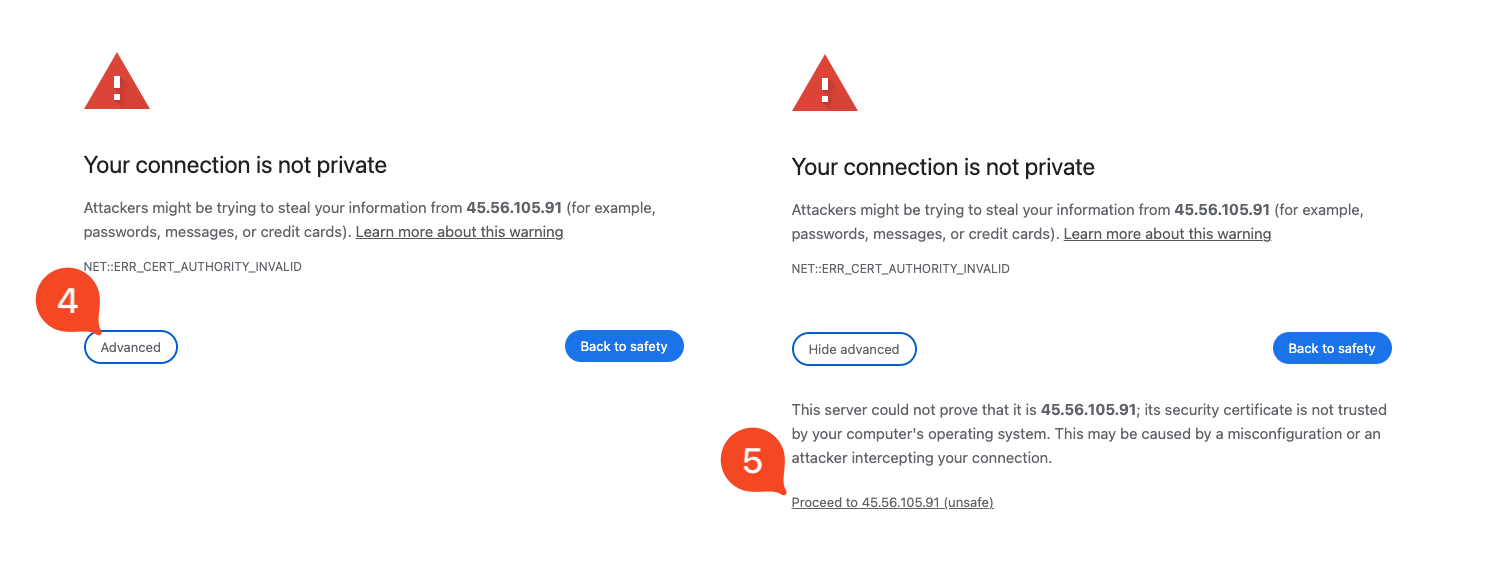 Your connection is not private
Attackers might be trying to steal your information from 45.56.105.91 (for example,
passwords, messages, or credit cards). Learn more about this warning
NET::ERR_CERT_AUTHORITY_INVALID
4
Advanced
Back to safety
Your connection is not private
Attackers might be trying to steal your information from 45.56.105.91 (for example,
passwords, messages, or credit cards). Learn more about this warning
NET::ERR_CERT_AUTHORITY_INVALID
Hide advanced
Back to safety
This server could not prove that it is 45.56.105.91; its security certificate is not trusted
by your computer's operating system. This may be caused by a misconfiguration or an
attacker intercepting your connection.
5
Proceed to 45.56.105.91 (unsafe)